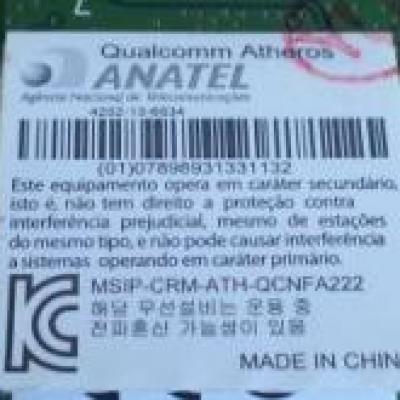 Qualcomm Atheros
ANATEL
Agência Nacional de Telecomunicações
4252-13-6634
(01)07898931331132
Este equipamento opera em caráter secundário,
isto é, não tem direito a proteção contra
interferência prejudicial, mesmo de estações
do mesmo tipo, e não pode causar interferência
a sistemas operando em caráter primário.
MSIP-CRM-ATH-QCNFA222
해당 무선설비는 운용 중
전파혼신 가능성이 있음
MADE IN CHIN